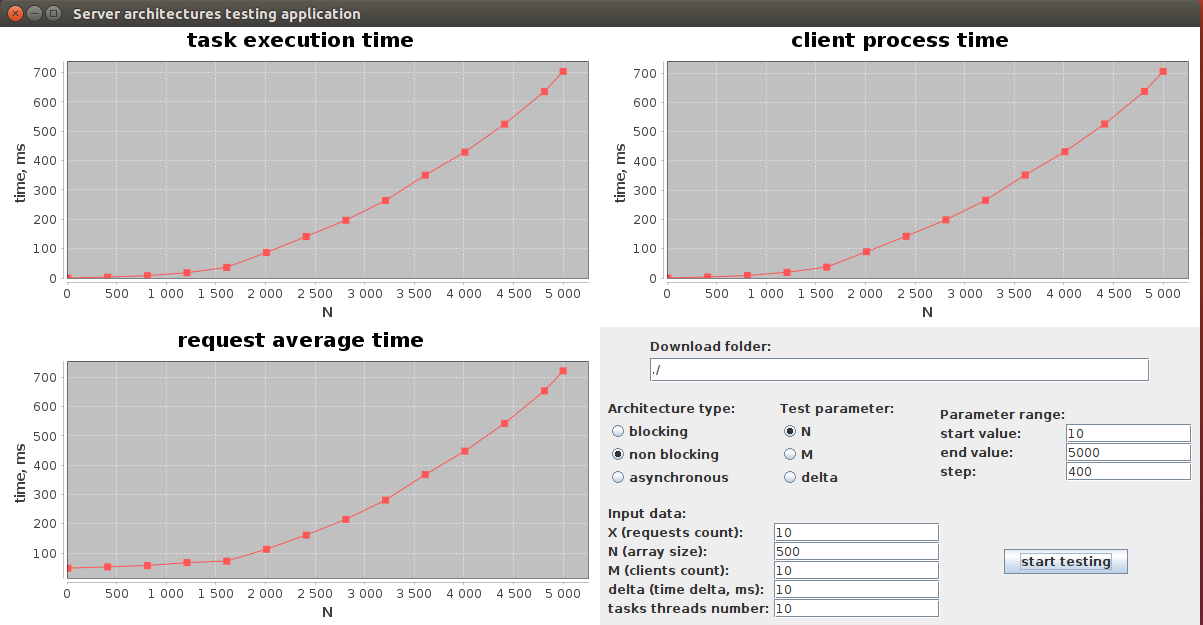 Server architectures testing application
task execution time
time, ms
700
600
500
400
300
200
100
0
0 500 1 000 1 500 2 000 2 500 3 000 3 500 4 000 4 500 5 000
N
client process time
time, ms
700
600
500
400
300
200
100
0
0 500 1 000 1 500 2 000 2 500 3 000 3 500 4 000 4 500 5 000
N
request average time
time, ms
700
600
500
400
300
200
100
0 500 1 000 1 500 2 000 2 500 3 000 3 500 4 000 4 500 5 000
N
Download folder:
./
Architecture type:
blocking
non blocking
asynchronous
Test parameter:
N
M
delta
Parameter range:
start value: 10
end value: 5000
step: 400
Input data:
X (requests count): 10
N (array size): 500
M (clients count): 10
delta (time delta, ms): 10
tasks threads number: 10
start testing